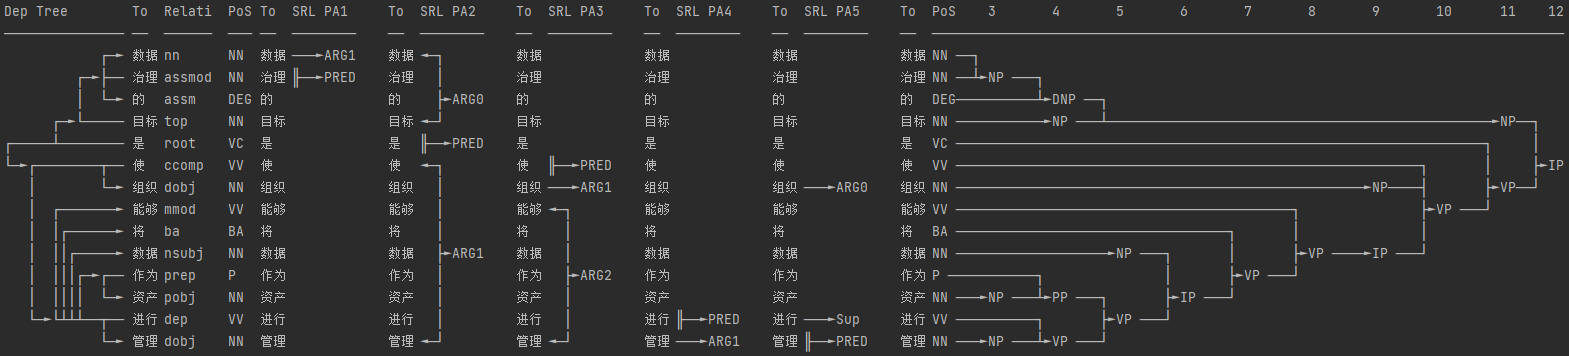 Dep Tree To Relati PoS To SRL PA1 To SRL PA2 To SRL PA3 To SRL PA4 To SRL PA5 To PoS 3 4 5 6 7 8 9 10 11 12
数据 nn NN 数据 ARG1 数据 数据 数据 数据 数据 NN
治理 assmod NN 治理 PRED 治理 治理 治理 治理 治理 NN NP
的 assm DEG 的 的 ARG0 的 的 的 的 DEG DNP
目标 top NN 目标 目标 目标 目标 目标 目标 NN NP NP
是 root VC 是 是 PRED 是 是 是 是 VC
使 ccomp VV 使 使 使 PRED 使 使 使 VV IP
组织 dobj NN 组织 组织 组织 ARG1 组织 组织 ARG0 组织 NN NP VP
能够 mmod VV 能够 能够 能够 能够 能够 能够 VV VP
将 ba BA 将 将 将 将 将 将 BA
数据 nsubj NN 数据 数据 ARG1 数据 数据 数据 数据 NN NP VP IP
作为 prep P 作为 作为 作为 ARG2 作为 作为 作为 P VP
资产 pobj NN 资产 资产 资产 资产 资产 资产 NN NP PP IP
进行 dep VV 进行 进行 进行 进行 PRED 进行 Sup 进行 VV VP
管理 dobj NN 管理 管理 管理 管理 ARG1 管理 PRED 管理 NN NP VP